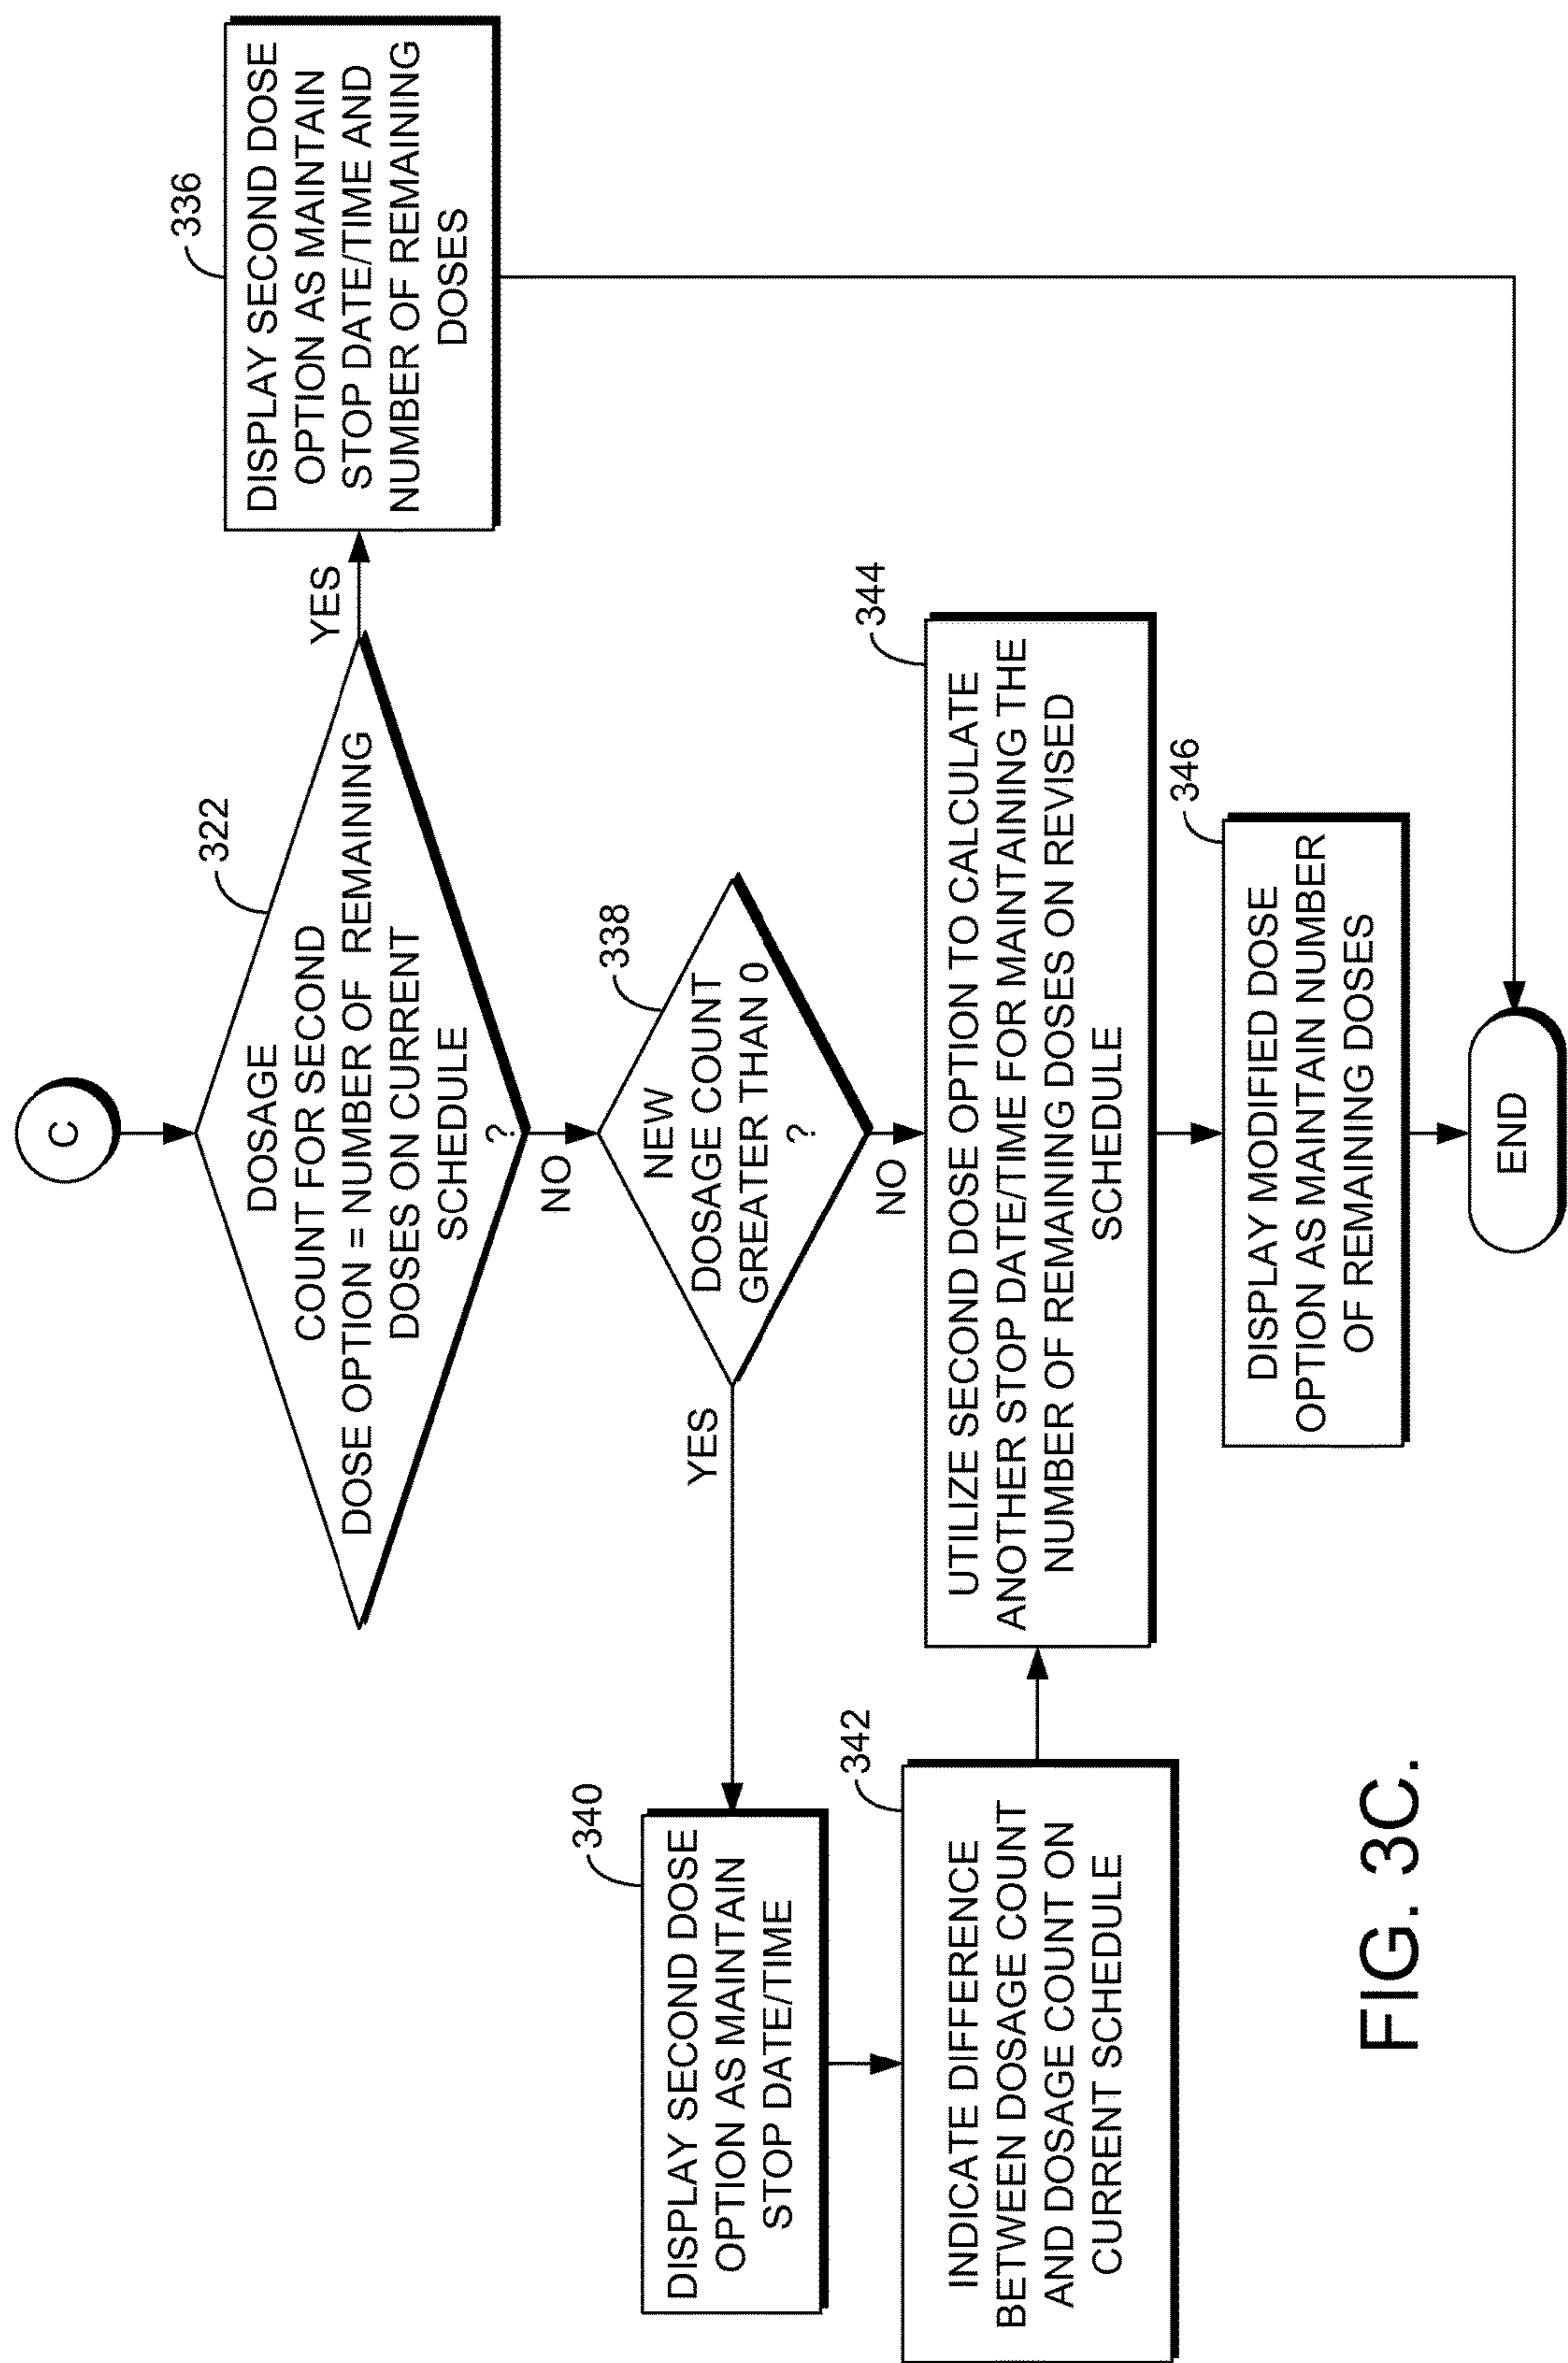 C
322
DOSAGE
COUNT FOR SECOND
DOSE OPTION = NUMBER OF REMAINING
DOSES ON CURRENT
SCHEDULE
?
YES
336
DISPLAY SECOND DOSE
OPTION AS MAINTAIN
STOP DATE/TIME AND
NUMBER OF REMAINING
DOSES
NO
338
NEW
DOSAGE COUNT
GREATER THAN 0
?
YES
340
DISPLAY SECOND DOSE
OPTION AS MAINTAIN
STOP DATE/TIME
342
INDICATE DIFFERENCE
BETWEEN DOSAGE COUNT
AND DOSAGE COUNT ON
CURRENT SCHEDULE
NO
344
UTILIZE SECOND DOSE OPTION TO CALCULATE
ANOTHER STOP DATE/TIME FOR MAINTAINING THE
NUMBER OF REMAINING DOSES ON REVISED
SCHEDULE
346
DISPLAY MODIFIED DOSE
OPTION AS MAINTAIN NUMBER
OF REMAINING DOSES
END
FIG. 3C.